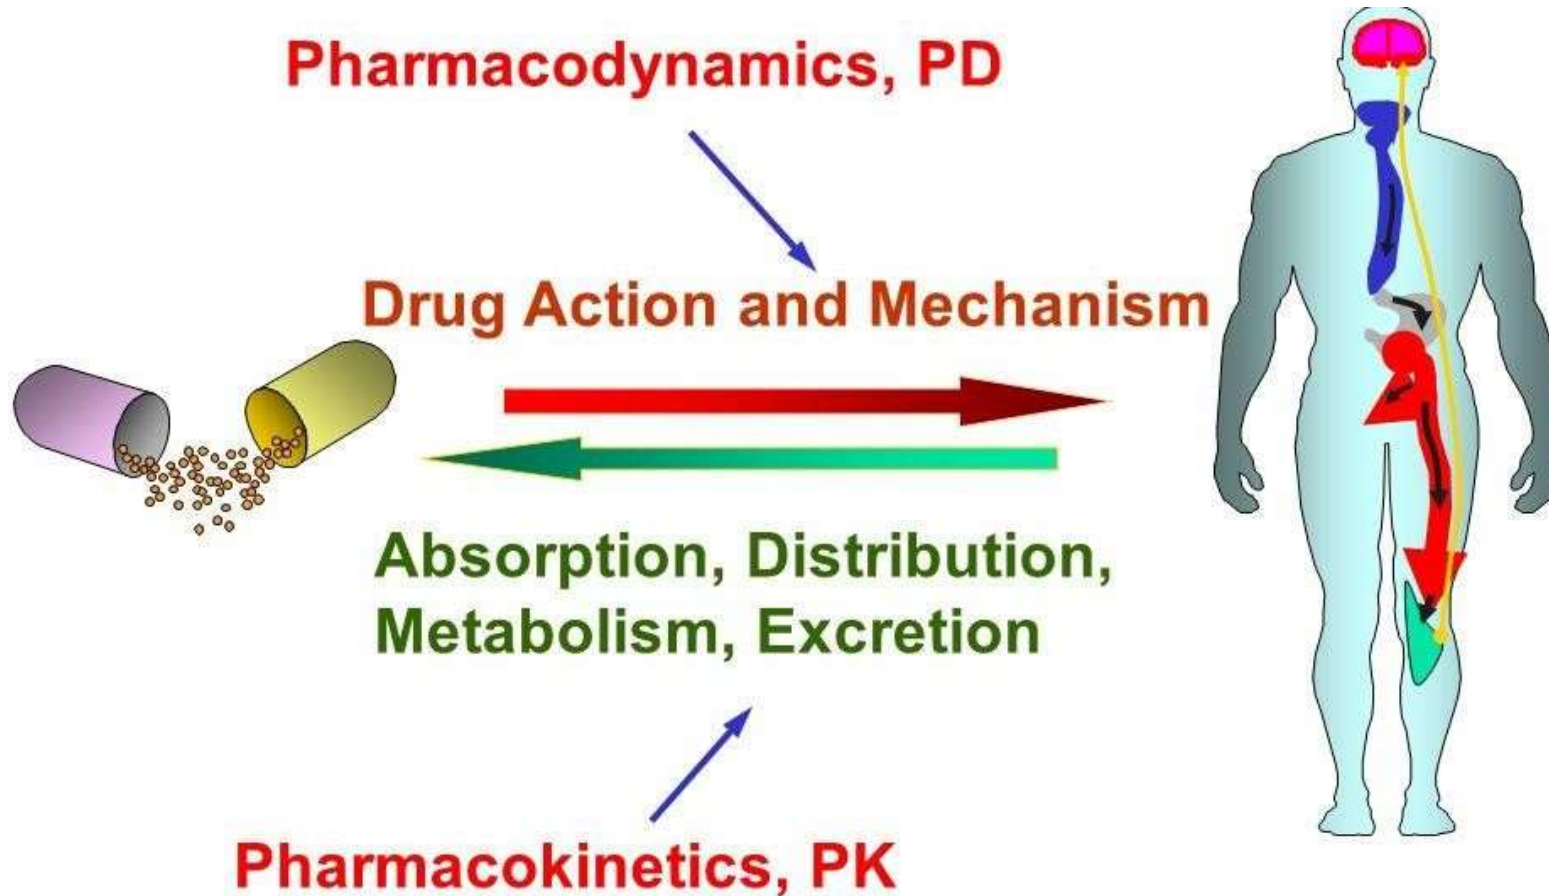 Pharmacodynamics, PD
Drug Action and Mechanism
Absorption, Distribution,
Metabolism, Excretion
Pharmacokinetics, PK